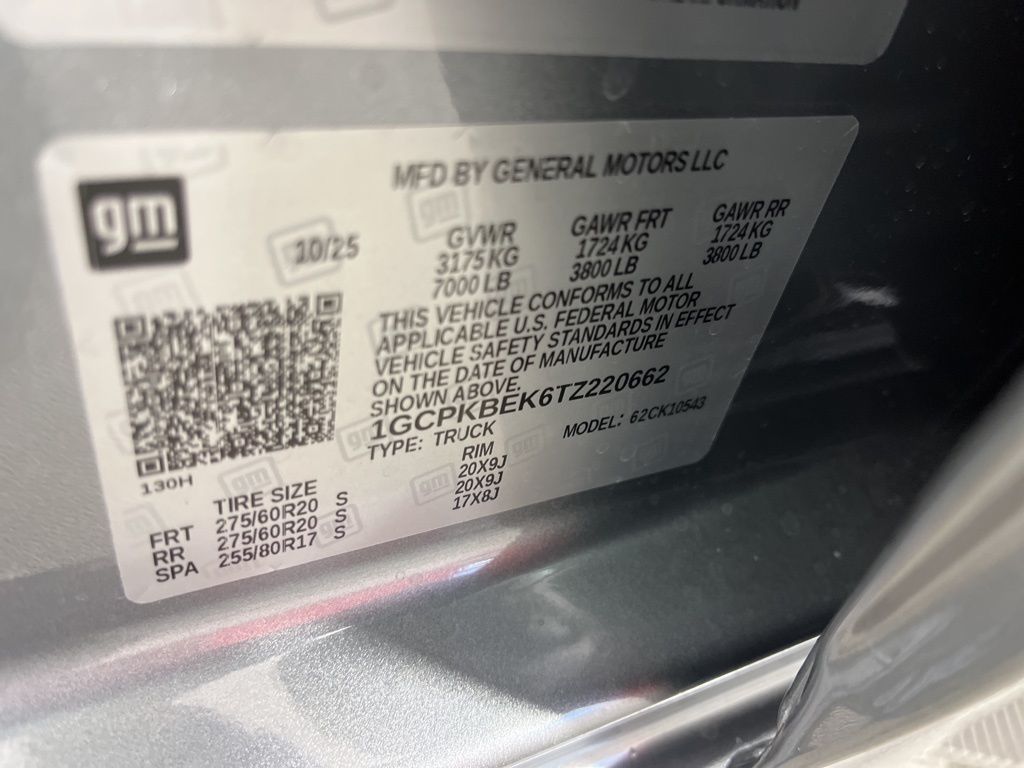 MFD BY GENERAL MOTORS LLC
gm
10/25
GVWR GAWR FRT GAWR RR
3175 KG 1724 KG 1724 KG
7000 LB 3800 LB 3800 LB
THIS VEHICLE CONFORMS TO ALL
APPLICABLE U.S. FEDERAL MOTOR
VEHICLE SAFETY STANDARDS IN EFFECT
ON THE DATE OF MANUFACTURE
SHOWN ABOVE.
1GCPKBEK6TZ220662
TYPE: TRUCK MODEL: 62CK10543
130H
TIRE SIZE RIM
FRT 275/60R20 S 20X9J
RR 275/60R20 S 20X9J
SPA 255/80R17 S 17X8J